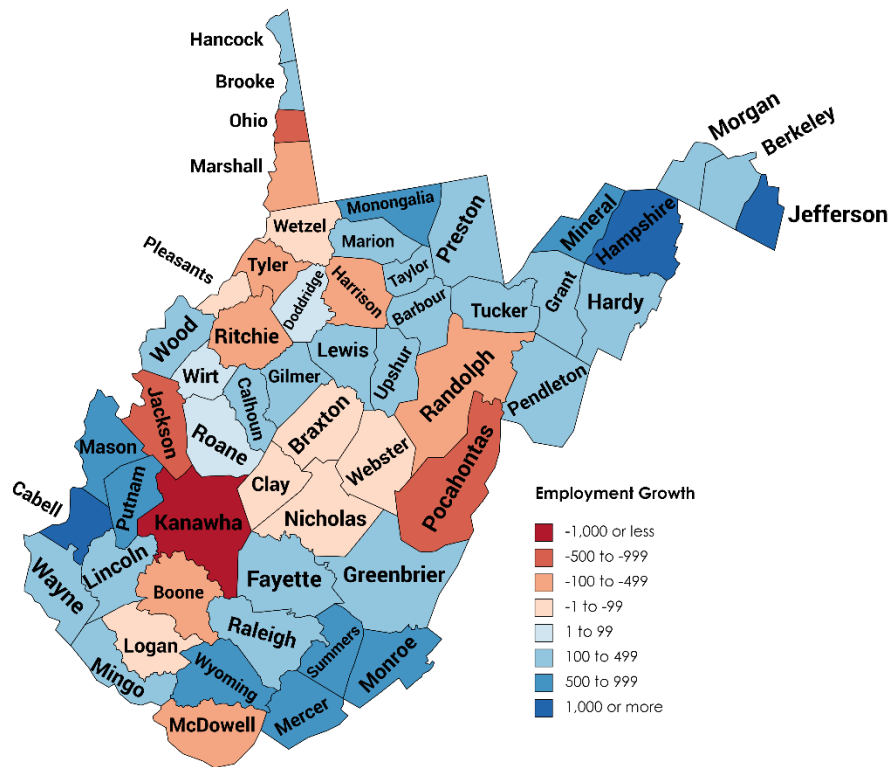 Hancock
Brooke
Ohio
Marshall
Morgan
Berkeley
Jefferson
Wetzel
Monongalia
Marion
Preston
Mineral
Hampshire
Pleasants
Tyler
Doddridge
Harrison
Taylor
Barbour
Tucker
Grant
Hardy
Wood
Ritchie
Lewis
Upshur
Randolph
Pendleton
Wirt
Calhoun
Gilmer
Jackson
Roane
Braxton
Webster
Pocahontas
Mason
Cabell
Putnam
Kanawha
Clay
Nicholas
Wayne
Lincoln
Boone
Fayette
Greenbrier
Logan
Raleigh
Mingo
Wyoming
Summers
Monroe
McDowell
Mercer
Employment Growth
-1,000 or less
-500 to -999
-100 to -499
-1 to -99
1 to 99
100 to 499
500 to 999
1,000 or more